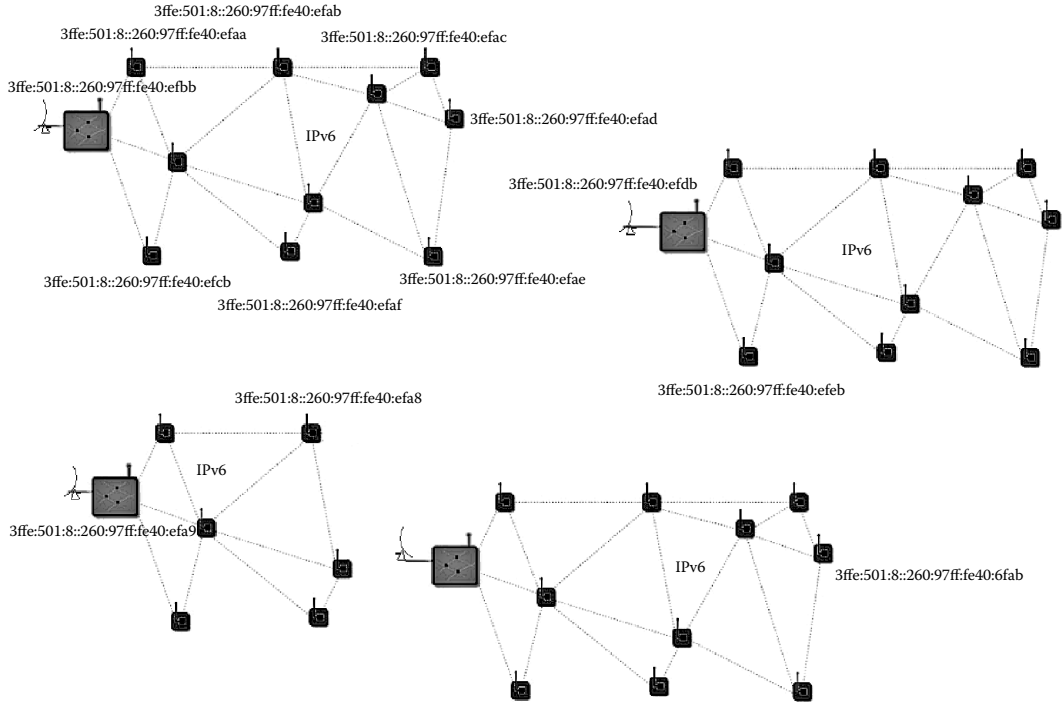 3ffe:501:8::260:97ff:fe40:efab
3ffe:501:8::260:97ff:fe40:efaa
3ffe:501:8::260:97ff:fe40:efac
3ffe:501:8::260:97ff:fe40:efbb
3ffe:501:8::260:97ff:fe40:efad
IPv6
3ffe:501:8::260:97ff:fe40:efcb
3ffe:501:8::260:97ff:fe40:efae
3ffe:501:8::260:97ff:fe40:efaf
3ffe:501:8::260:97ff:fe40:efdb
IPv6
3ffe:501:8::260:97ff:fe40:efeb
3ffe:501:8::260:97ff:fe40:efa8
IPv6
3ffe:501:8::260:97ff:fe40:efa9
IPv6
3ffe:501:8::260:97ff:fe40:6fab